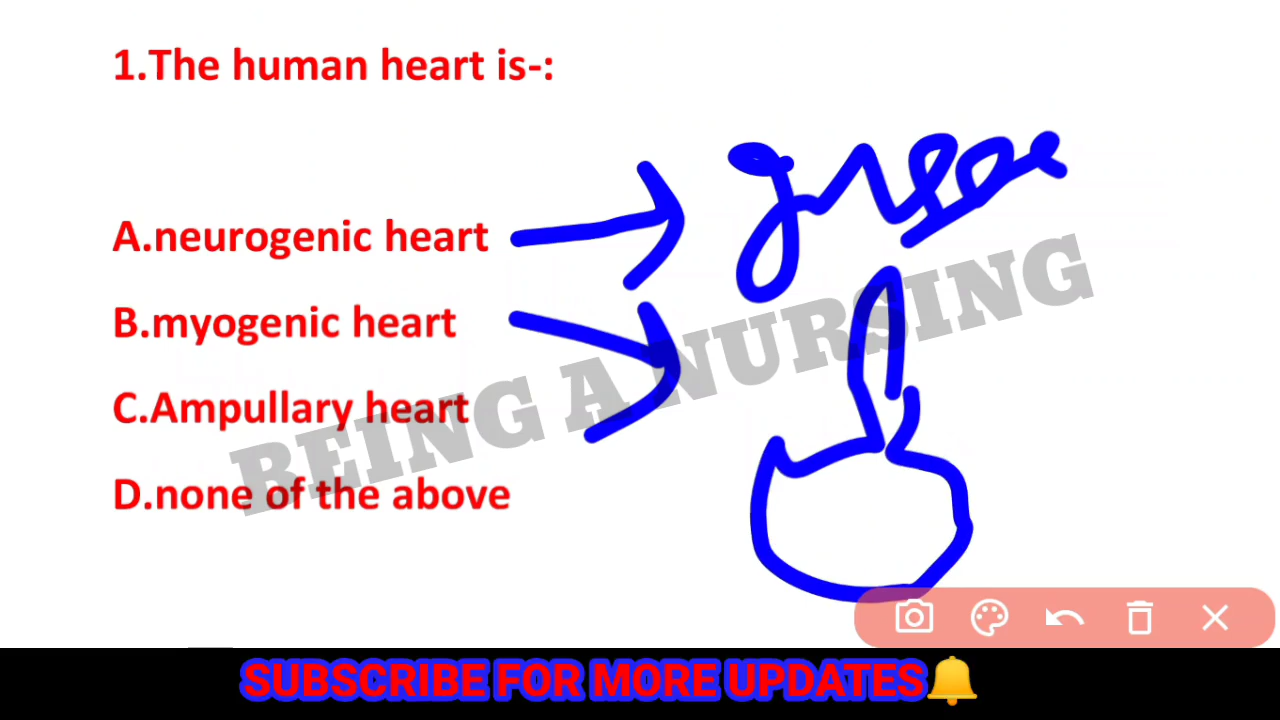 1.The human heart is-:
A.neurogenic heart
B.myogenic heart
C.Ampullary heart
D.none of the above
BEING A NURSING
SUBSCRIBE FOR MORE UPDATES🔔